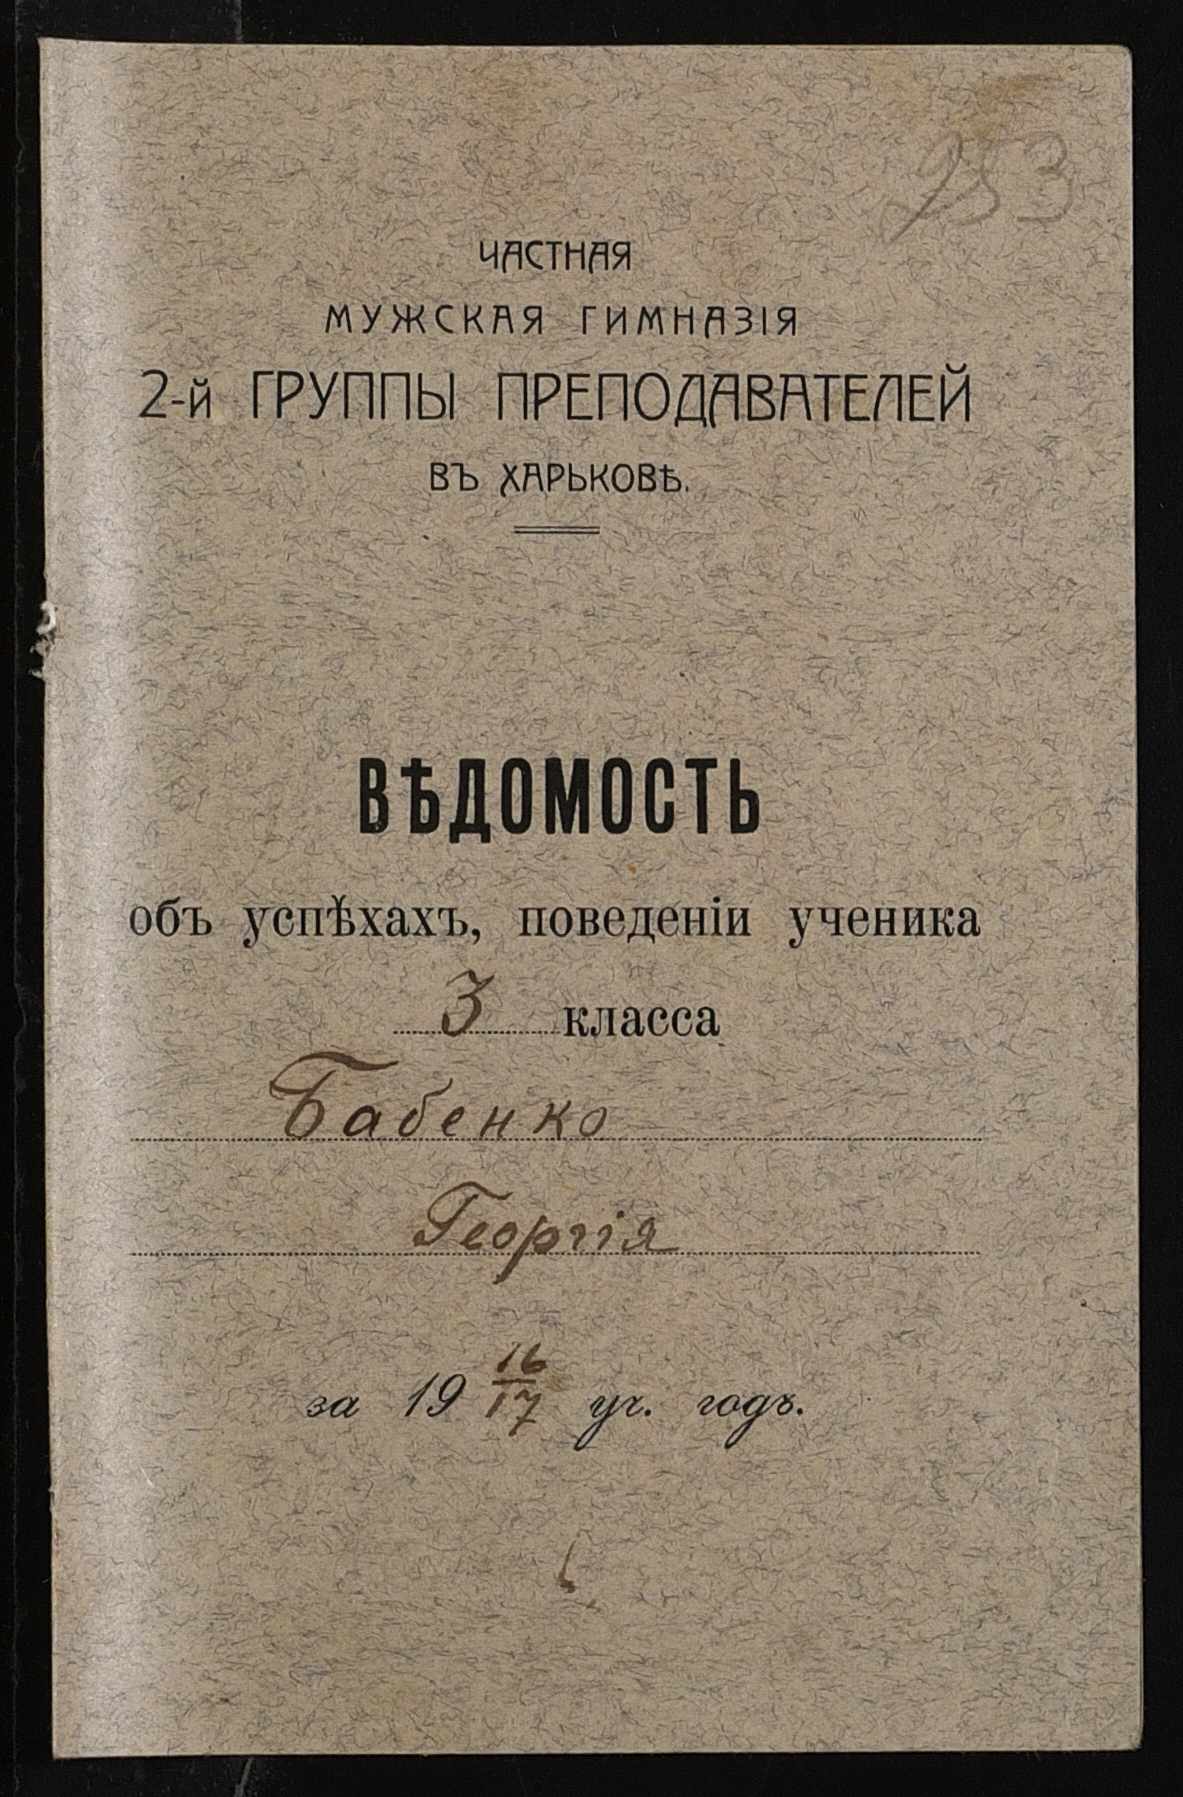 253
ЧАСТНАЯ
МУЖСКАЯ ГИМНАЗІЯ
2-й ГРУППЫ ПРЕПОДАВАТЕЛЕЙ
ВЪ ХАРЬКОВѢ.
ВѢДОМОСТЬ
объ успѣхахъ, поведеніи ученика
3 класса
Бабенко
Георгія
за 19 16/17 уч. годъ.